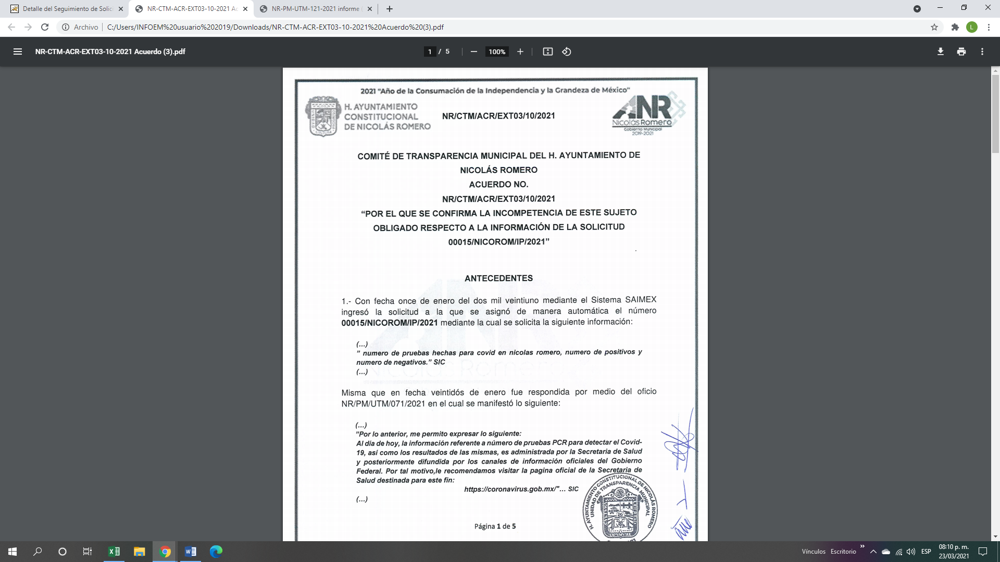 Detalle del Seguimiento de Solici
NR-CTM-ACR-EXT03-10-2021 Ac
NR-PM-UTM-121-2021 informe
Archivo
C:/Users/INFOEM%20usuario%202019/Downloads/NR-CTM-ACR-EXT03-10-2021%20Acuerdo%20(3).pdf
L
NR-CTM-ACR-EXT03-10-2021 Acuerdo (3).pdf
1 / 5
100%
2021 "Año de la Consumación de la Independencia y la Grandeza de México"
H. AYUNTAMIENTO
CONSTITUCIONAL
DE NICOLÁS ROMERO
NR/CTM/ACR/EXT03/10/2021
ANR
Nicolás Romero
Gobierno Municipal
2019-2021
COMITÉ DE TRANSPARENCIA MUNICIPAL DEL H. AYUNTAMIENTO DE
NICOLÁS ROMERO
ACUERDO NO.
NR/CTM/ACR/EXT03/10/2021
“POR EL QUE SE CONFIRMA LA INCOMPETENCIA DE ESTE SUJETO
OBLIGADO RESPECTO A LA INFORMACIÓN DE LA SOLICITUD
00015/NICOROM/IP/2021”
ANTECEDENTES
1.- Con fecha once de enero del dos mil veintiuno mediante el Sistema SAIMEX
ingresó la solicitud a la que se asignó de manera automática el número
00015/NICOROM/IP/2021 mediante la cual se solicita la siguiente información:
(...)
” numero de pruebas hechas para covid en nicolas romero, numero de positivos y
numero de negativos.” SIC
(...)
Misma que en fecha veintidós de enero fue respondida por medio del oficio
NR/PM/UTM/071/2021 en el cual se manifestó lo siguiente:
(...)
”Por lo anterior, me permito expresar lo siguiente:
Al día de hoy, la información referente a número de pruebas PCR para detectar el Covid-
19, así como los resultados de las mismas, es administrada por la Secretaria de Salud
y posteriormente difundida por los canales de información oficiales del Gobierno
Federal. Por tal motivo,le recomendamos visitar la pagina oficial de la Secretaria de
Salud destinada para este fin:
https://coronavirus.gob.mx/"... SIC
(...)
H. AYUNTAMIENTO CONSTITUCIONAL DE NICOLÁS ROMERO
UNIDAD DE TRANSPARENCIA MUNICIPAL
TRABAJO
Página 1 de 5
Vínculos
Escritorio
ESP
08:10 p. m.
23/03/2021